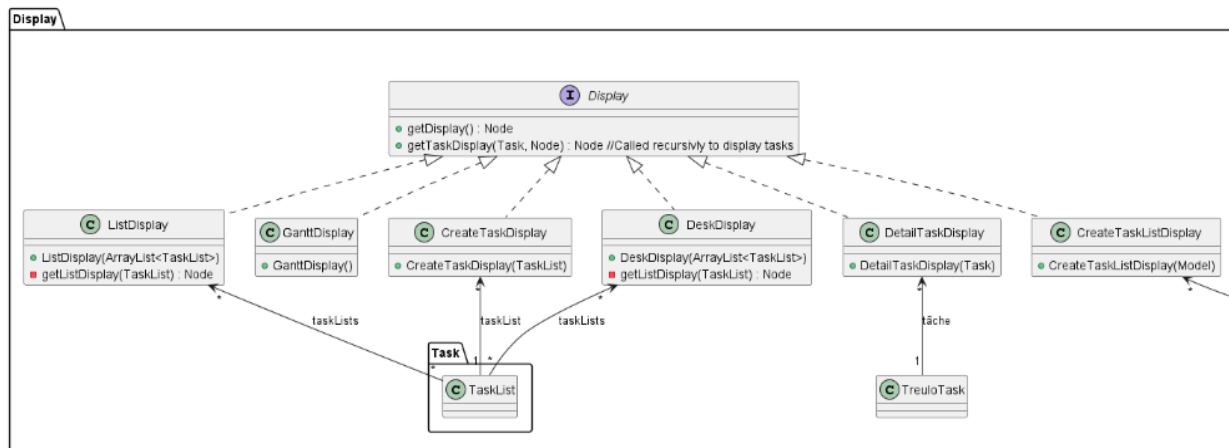 Display
I Display
getDisplay() : Node
getTaskDisplay(Task, Node) : Node //Called recursivly to display tasks
C ListDisplay
ListDisplay(ArrayList<TaskList>)
getListDisplay(TaskList) : Node
C GanttDisplay
GanttDisplay()
C CreateTaskDisplay
CreateTaskDisplay(TaskList)
C DeskDisplay
DeskDisplay(ArrayList<TaskList>)
getListDisplay(TaskList) : Node
C DetailTaskDisplay
DetailTaskDisplay(Task)
C CreateTaskListDisplay
CreateTaskListDisplay(Model)
* * * * *
taskLists taskList taskLists tâche
Task
* 1 * 1
C TaskList
C TreuloTask